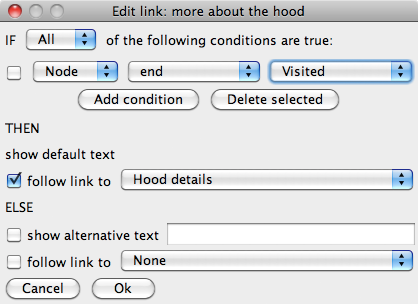 Edit link: more about the hood
IF All of the following conditions are true:
Node end Visited
Add condition Delete selected
THEN
show default text
follow link to Hood details
ELSE
show alternative text
follow link to None
Cancel Ok